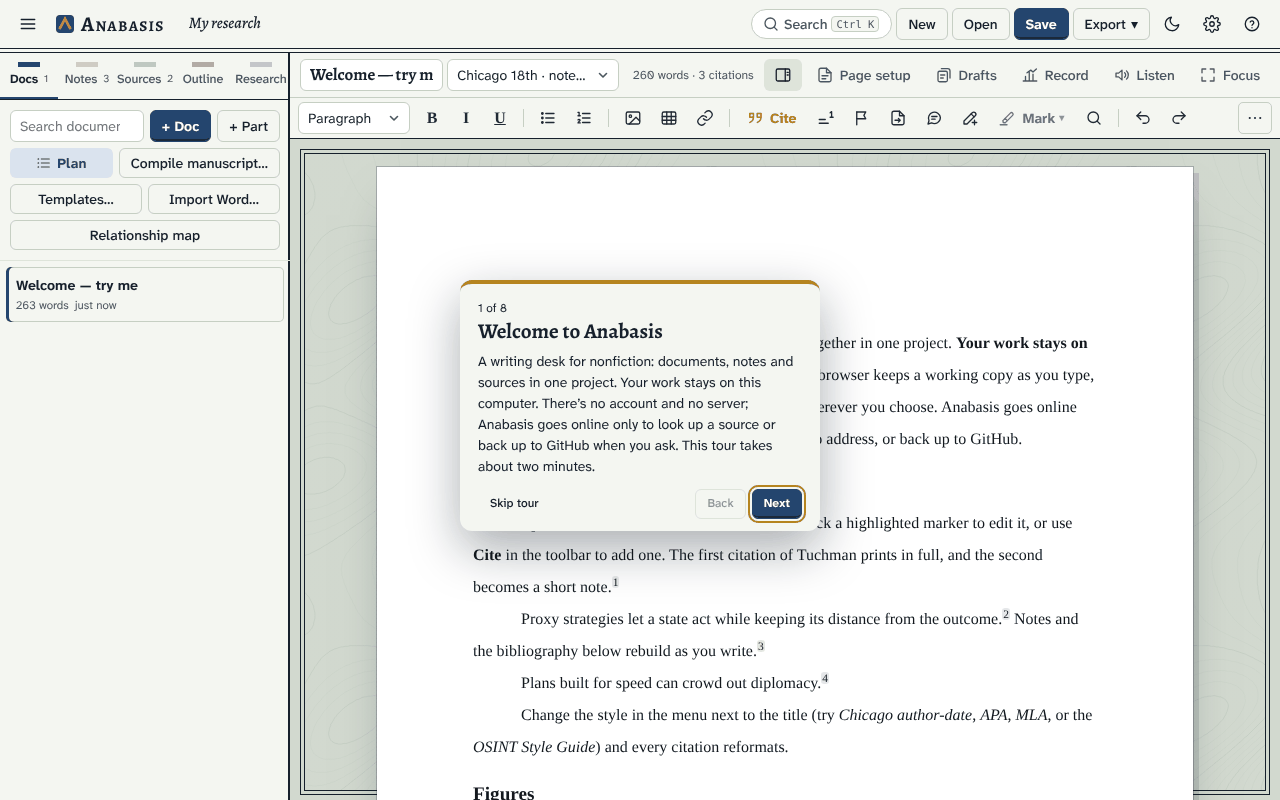 ANABASIS My research Search Ctrl K New Open Save Export ▾
Docs 1 Notes 3 Sources 2 Outline Research
Welcome — try m Chicago 18th · note... 260 words · 3 citations Page setup Drafts Record Listen Focus
Paragraph B I U Cite Mark ▾ ...
Search documer + Doc + Part
Plan Compile manuscript...
Templates... Import Word...
Relationship map
Welcome — try me
263 words just now
1 of 8
Welcome to Anabasis
A writing desk for nonfiction: documents, notes and
sources in one project. Your work stays on this
computer. There's no account and no server;
Anabasis goes online only to look up a source or
back up to GitHub when you ask. This tour takes
about two minutes.
Skip tour Back Next
gether in one project. Your work stays on
browser keeps a working copy as you type,
erever you choose. Anabasis goes online
address, or back up to GitHub.
ck a highlighted marker to edit it, or use
Cite in the toolbar to add one. The first citation of Tuchman prints in full, and the second
becomes a short note.1
Proxy strategies let a state act while keeping its distance from the outcome.2 Notes and
the bibliography below rebuild as you write.3
Plans built for speed can crowd out diplomacy.4
Change the style in the menu next to the title (try Chicago author-date, APA, MLA, or the
OSINT Style Guide) and every citation reformats.
Figures